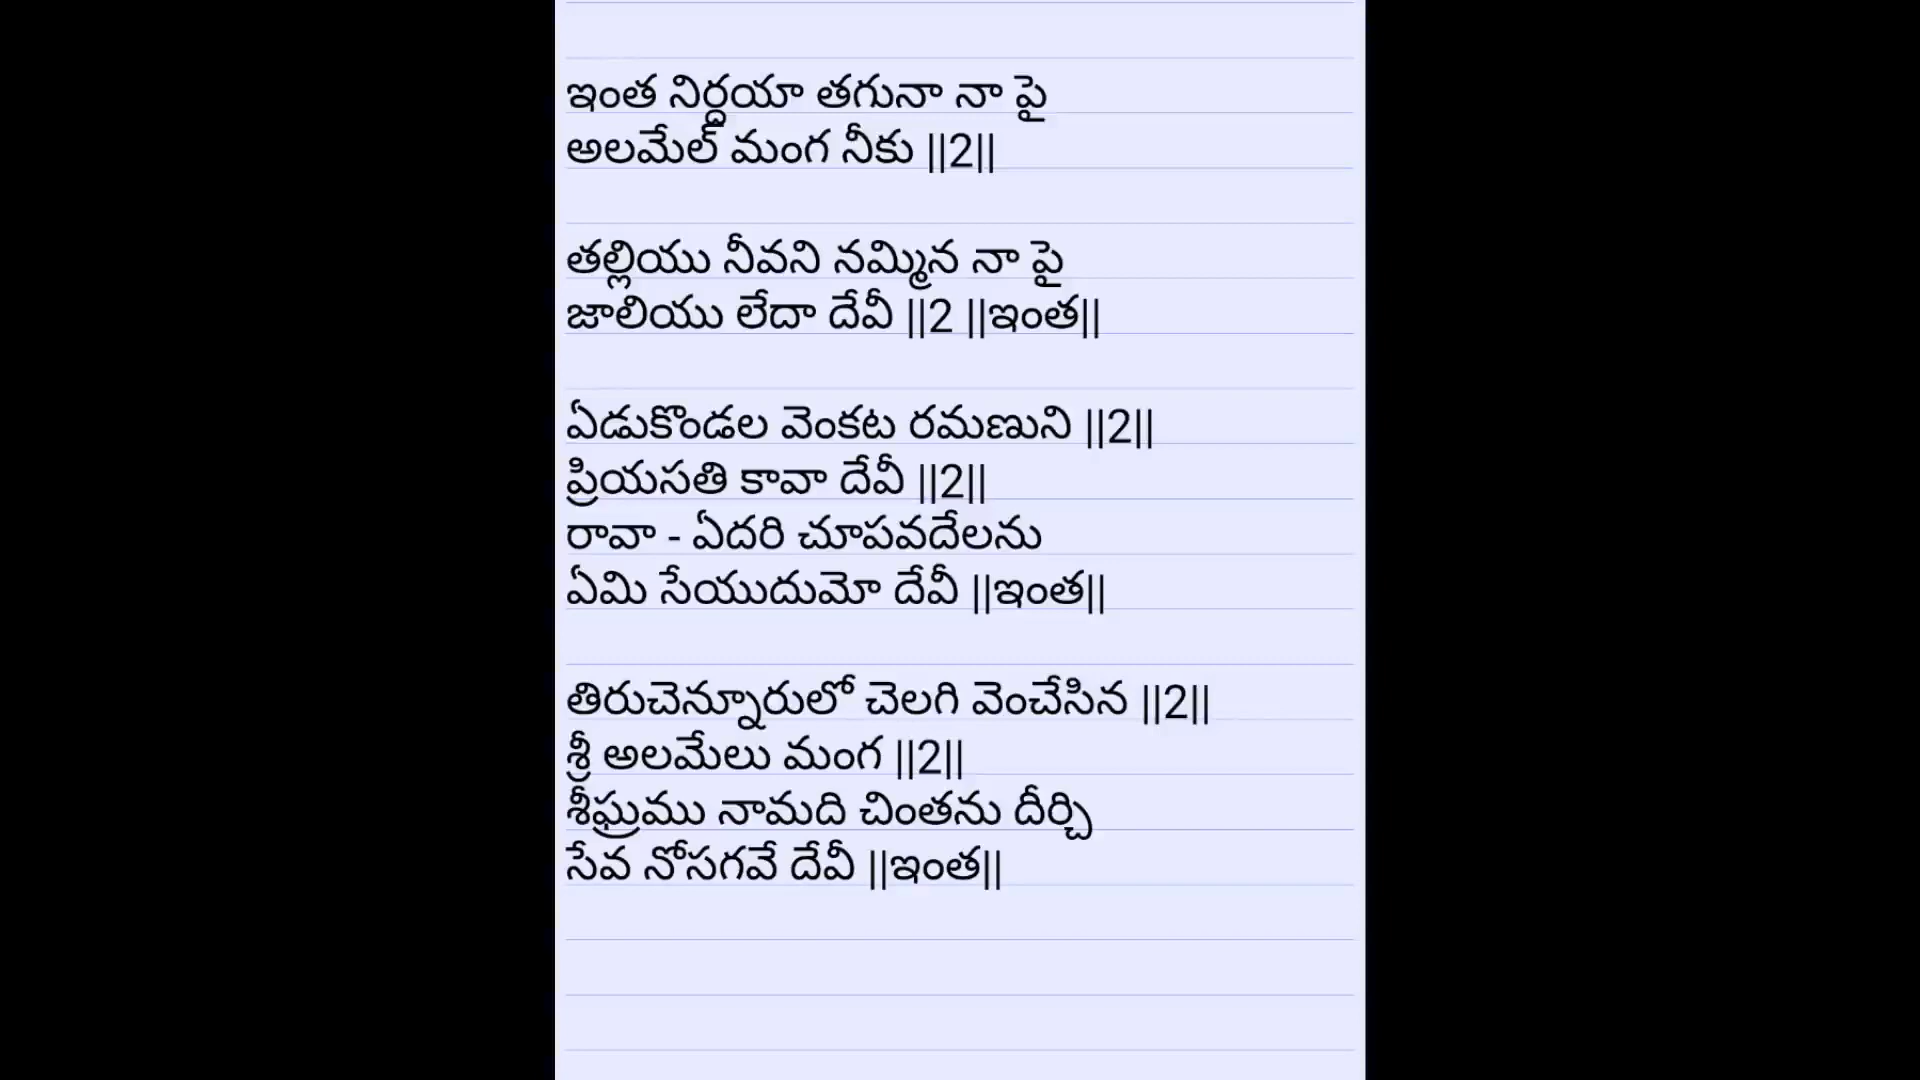 ఇంత నిర్ధయా తగునా నా పై
అలమేల్ మంగ నీకు ||2||
తల్లియు నీవని నమ్మిన నా పై
జాలియు లేదా దేవీ ||2 ||ఇంత||
ఏడుకొండల వెంకట రమణుని ||2||
ప్రియసతి కావా దేవీ ||2||
రావా - ఏదరి చూపవదేలను
ఏమి సేయుదుమో దేవీ ||ఇంత||
తిరుచెన్నూరులో చెలగి వెంచేసిన ||2||
శ్రీ అలమేలు మంగ ||2||
శీఘ్రము నామది చింతను దీర్చి
సేవ నోసగవే దేవీ ||ఇంత||